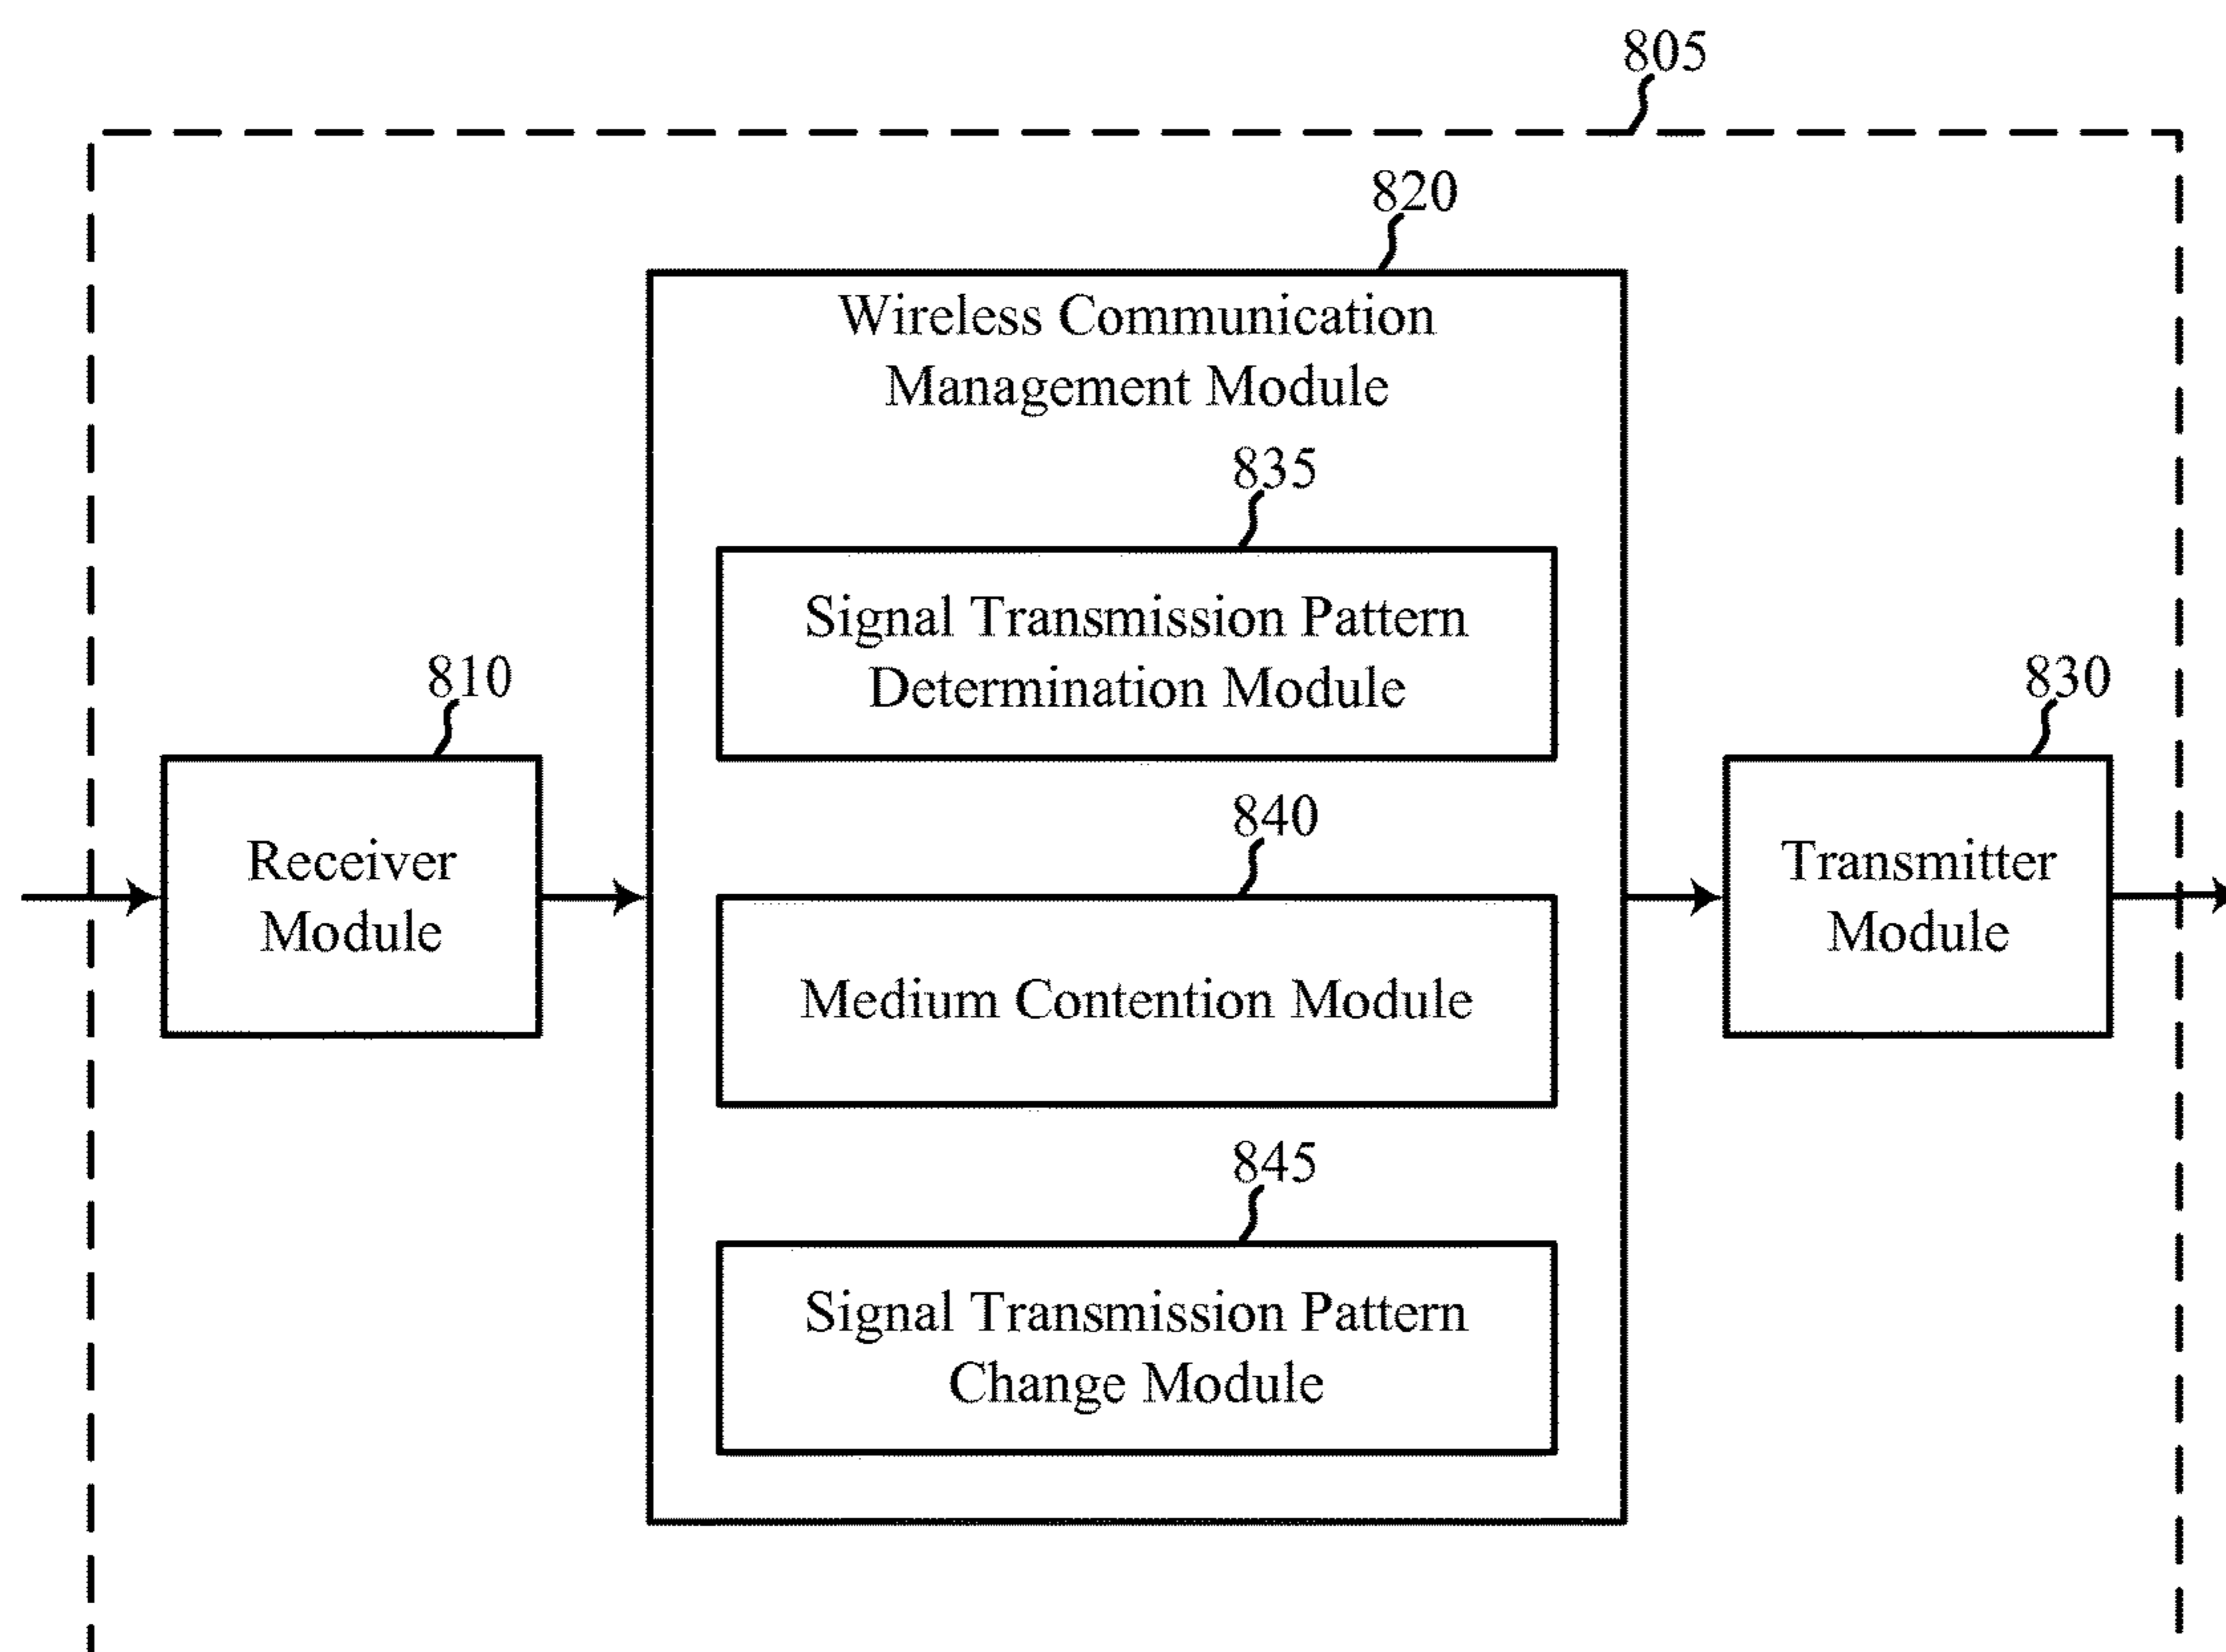 805
820
Wireless Communication
Management Module
835
Signal Transmission Pattern
Determination Module
810
Receiver
Module
840
Medium Contention Module
830
Transmitter
Module
845
Signal Transmission Pattern
Change Module